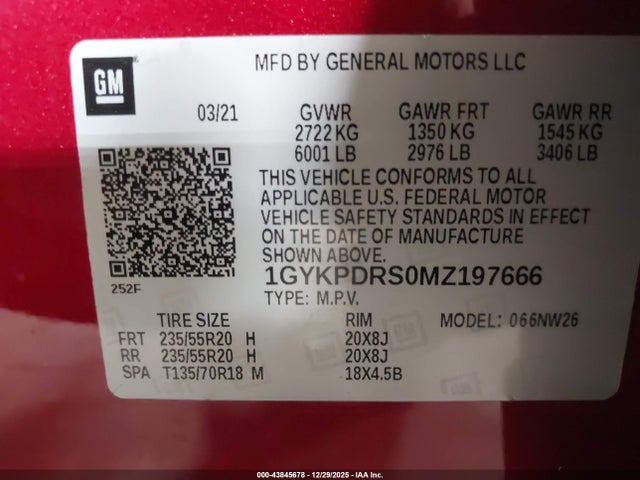 GM
MFD BY GENERAL MOTORS LLC
03/21 GVWR GAWR FRT GAWR RR
2722 KG 1350 KG 1545 KG
6001 LB 2976 LB 3406 LB
THIS VEHICLE CONFORMS TO ALL
APPLICABLE U.S. FEDERAL MOTOR
VEHICLE SAFETY STANDARDS IN EFFECT
ON THE DATE OF MANUFACTURE
SHOWN ABOVE.
252F
1GYKPDRS0MZ197666
TYPE: M.P.V.
TIRE SIZE RIM MODEL: 066NW26
FRT 235/55R20 H 20X8J
RR 235/55R20 H 20X8J
SPA T135/70R18 M 18X4.5B
000-43845678 - 12/29/2025 - IAA Inc.